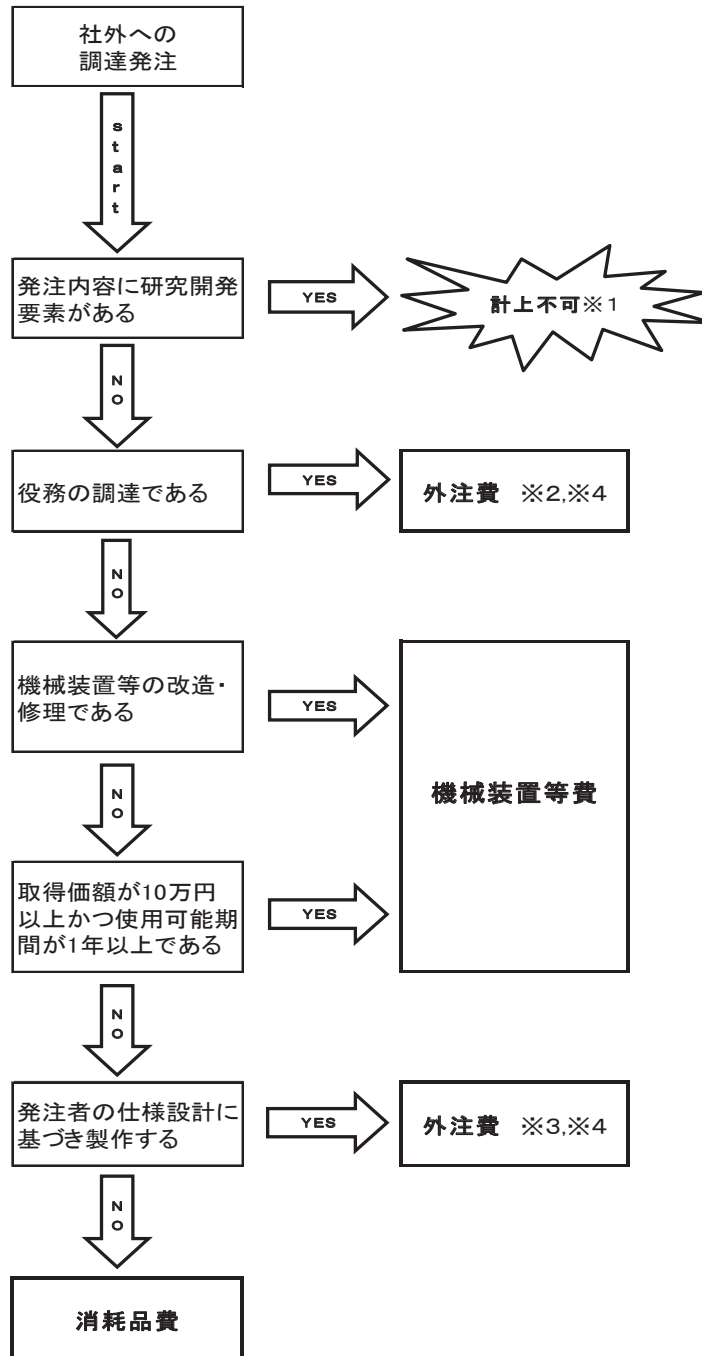 社外への
調達発注
start
発注内容に研究開発
要素がある
YES
計上不可※1
NO
役務の調達である
YES
外注費 ※2,※4
NO
機械装置等の改造・
修理である
YES
機械装置等費
NO
取得価額が10万円
以上かつ使用可能期
間が1年以上である
YES
NO
発注者の仕様設計に
基づき製作する
YES
外注費 ※3,※4
NO
消耗品費